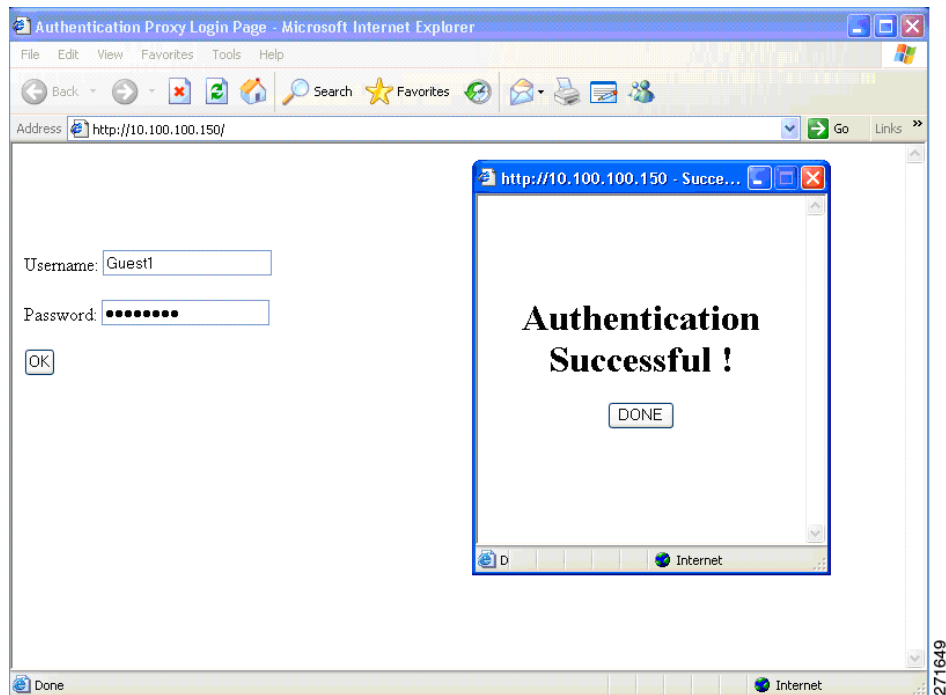 Authentication Proxy Login Page - Microsoft Internet Explorer
File Edit View Favorites Tools Help
Back Search Favorites
Address http://10.100.100.150/ Go Links »
http://10.100.100.150 - Succe...
Username: Guest1
Password: ●●●●●●●●
OK
Authentication
Successful !
DONE
D Internet
Done Internet
271649